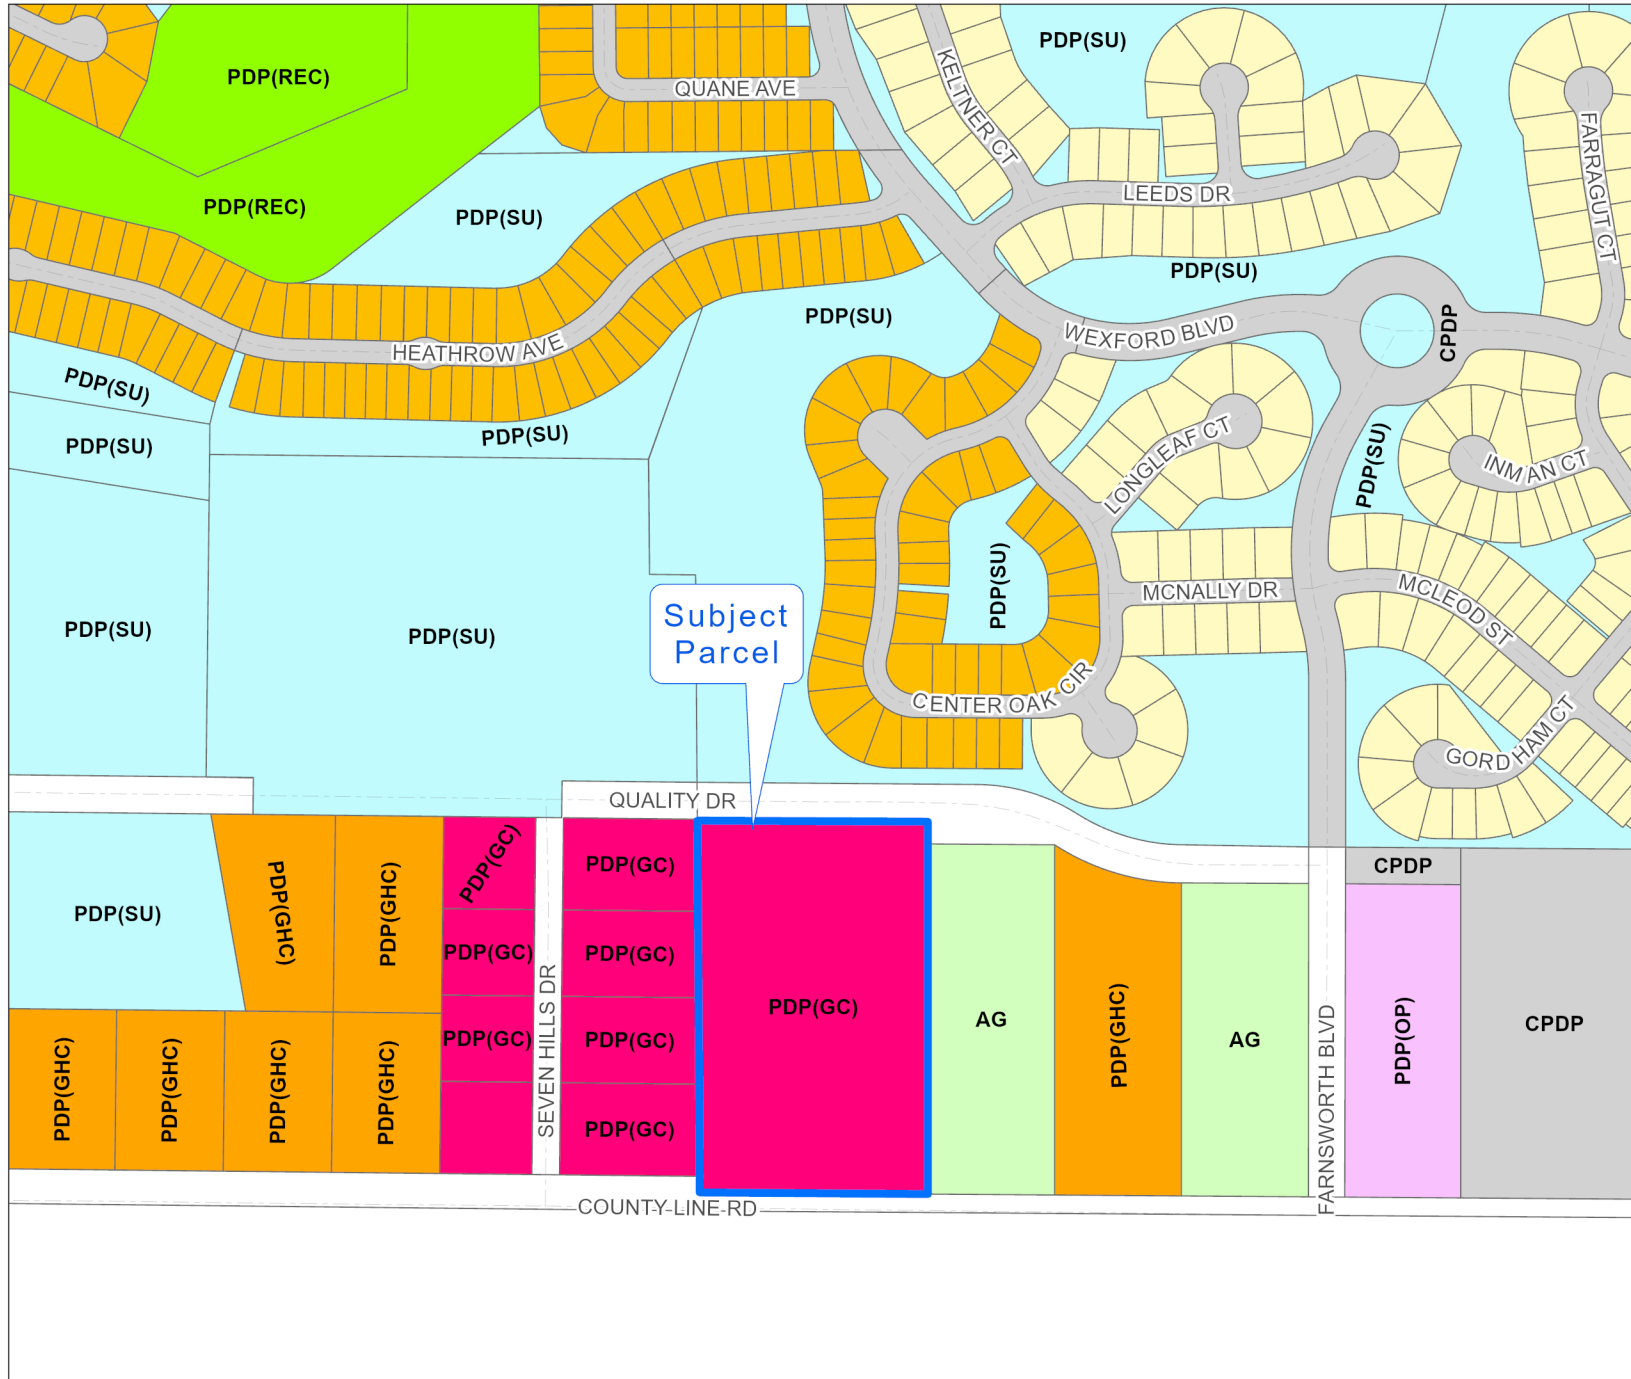 PDP(SU)
PDP(REC)
QUANE AVE
KELTNER CT
FARRAGUT CT
LEEDS DR
PDP(REC)
PDP(SU)
PDP(SU)
PDP(SU)
WEXFORD BLVD
CPDP
HEATHROW AVE
PDP(SU)
PDP(SU)
PDP(SU)
LONGLEAF CT
PDP(SU)
INMAN CT
PDP(SU)
MCNALLY DR
MCLEOD ST
Subject
Parcel
PDP(SU)
PDP(SU)
CENTER OAK CIR
GORDHAM CT
QUALITY DR
PDP(GC)
PDP(GC)
CPDP
PDP(SU)
PDP(GHC)
PDP(GHC)
PDP(GC)
PDP(GC)
PDP(GC)
AG
PDP(GHC)
AG
PDP(OP)
CPDP
PDP(GC)
PDP(GC)
SEVEN HILLS DR
FARNSWORTH BLVD
PDP(GHC)
PDP(GHC)
PDP(GHC)
PDP(GHC)
PDP(GC)
COUNTY LINE RD